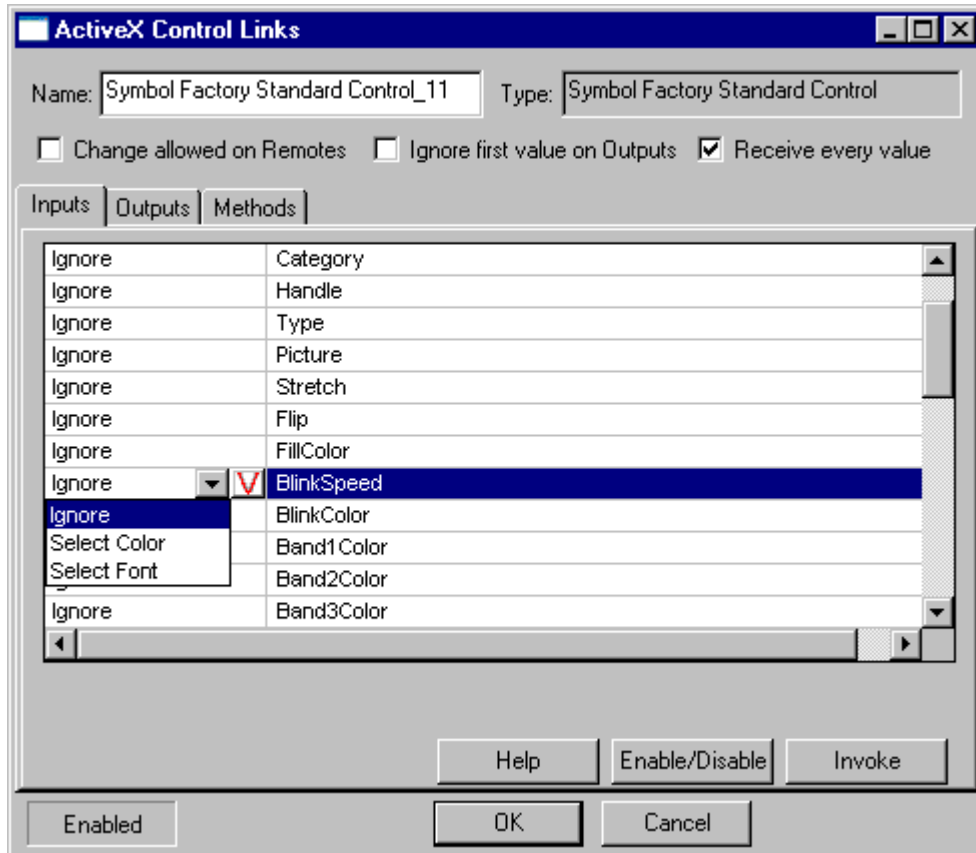 ActiveX Control Links
Name: Symbol Factory Standard Control_11 Type: Symbol Factory Standard Control
Change allowed on Remotes Ignore first value on Outputs Receive every value
Inputs Outputs Methods
Ignore Category
Ignore Handle
Ignore Type
Ignore Picture
Ignore Stretch
Ignore Flip
Ignore FillColor
Ignore V BlinkSpeed
Ignore BlinkColor
Select Color Band1Color
Select Font Band2Color
Ignore Band3Color
Help Enable/Disable Invoke
Enabled OK Cancel